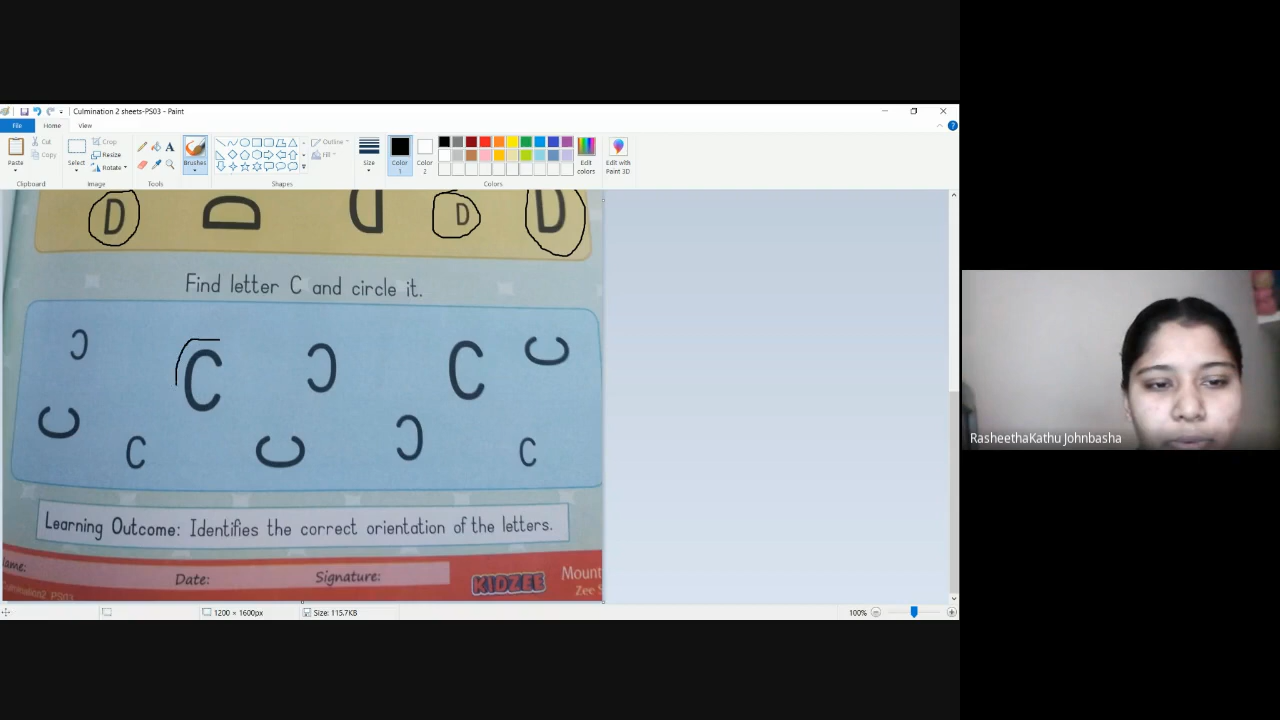 Culmination 2 sheets-PS03 - Paint
File Home View
Paste Cut Copy Select Crop Resize Rotate A Brushes Outline Fill Size Color 1 Color 2 Edit colors Edit with Paint 3D
Clipboard Image Tools Shapes Colors
D D D D D
Find letter C and circle it.
C C C C C
C C C C C
Learning Outcome: Identifies the correct orientation of the letters.
Date: Signature:
KIDZEE Mount
RasheethaKathu Johnbasha
1200 × 1600px Size: 115.7KB 100%